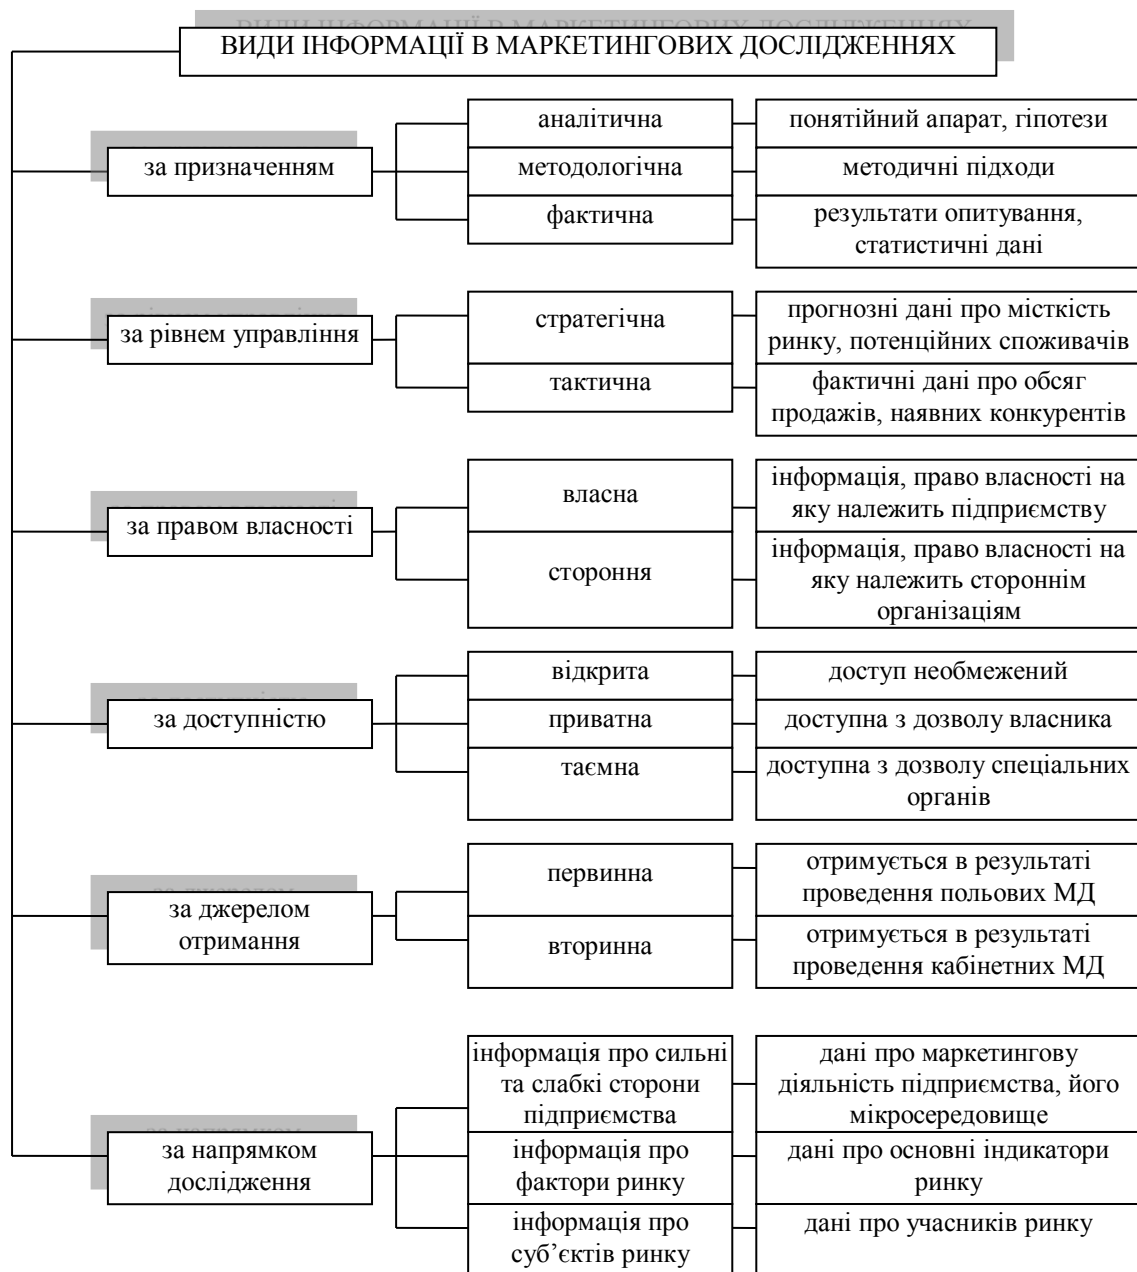 ВИДИ ІНФОРМАЦІЇ В МАРКЕТИНГОВИХ ДОСЛІДЖЕННЯХ
за призначенням
аналітична
понятійний апарат, гіпотези
методологічна
методичні підходи
фактична
результати опитування,
статистичні дані
за рівнем управління
стратегічна
прогнозні дані про місткість
ринку, потенційних споживачів
тактична
фактичні дані про обсяг
продажів, наявних конкурентів
за правом власності
власна
інформація, право власності на
яку належить підприємству
стороння
інформація, право власності на
яку належить стороннім
організаціям
за доступністю
відкрита
доступ необмежений
приватна
доступна з дозволу власника
таємна
доступна з дозволу спеціальних
органів
за джерелом
отримання
первинна
отримується в результаті
проведення польових МД
вторинна
отримується в результаті
проведення кабінетних МД
за напрямком
дослідження
інформація про сильні
та слабкі сторони
підприємства
дані про маркетингову
діяльність підприємства, його
мікросередовище
інформація про
фактори ринку
дані про основні індикатори
ринку
інформація про
суб’єктів ринку
дані про учасників ринку